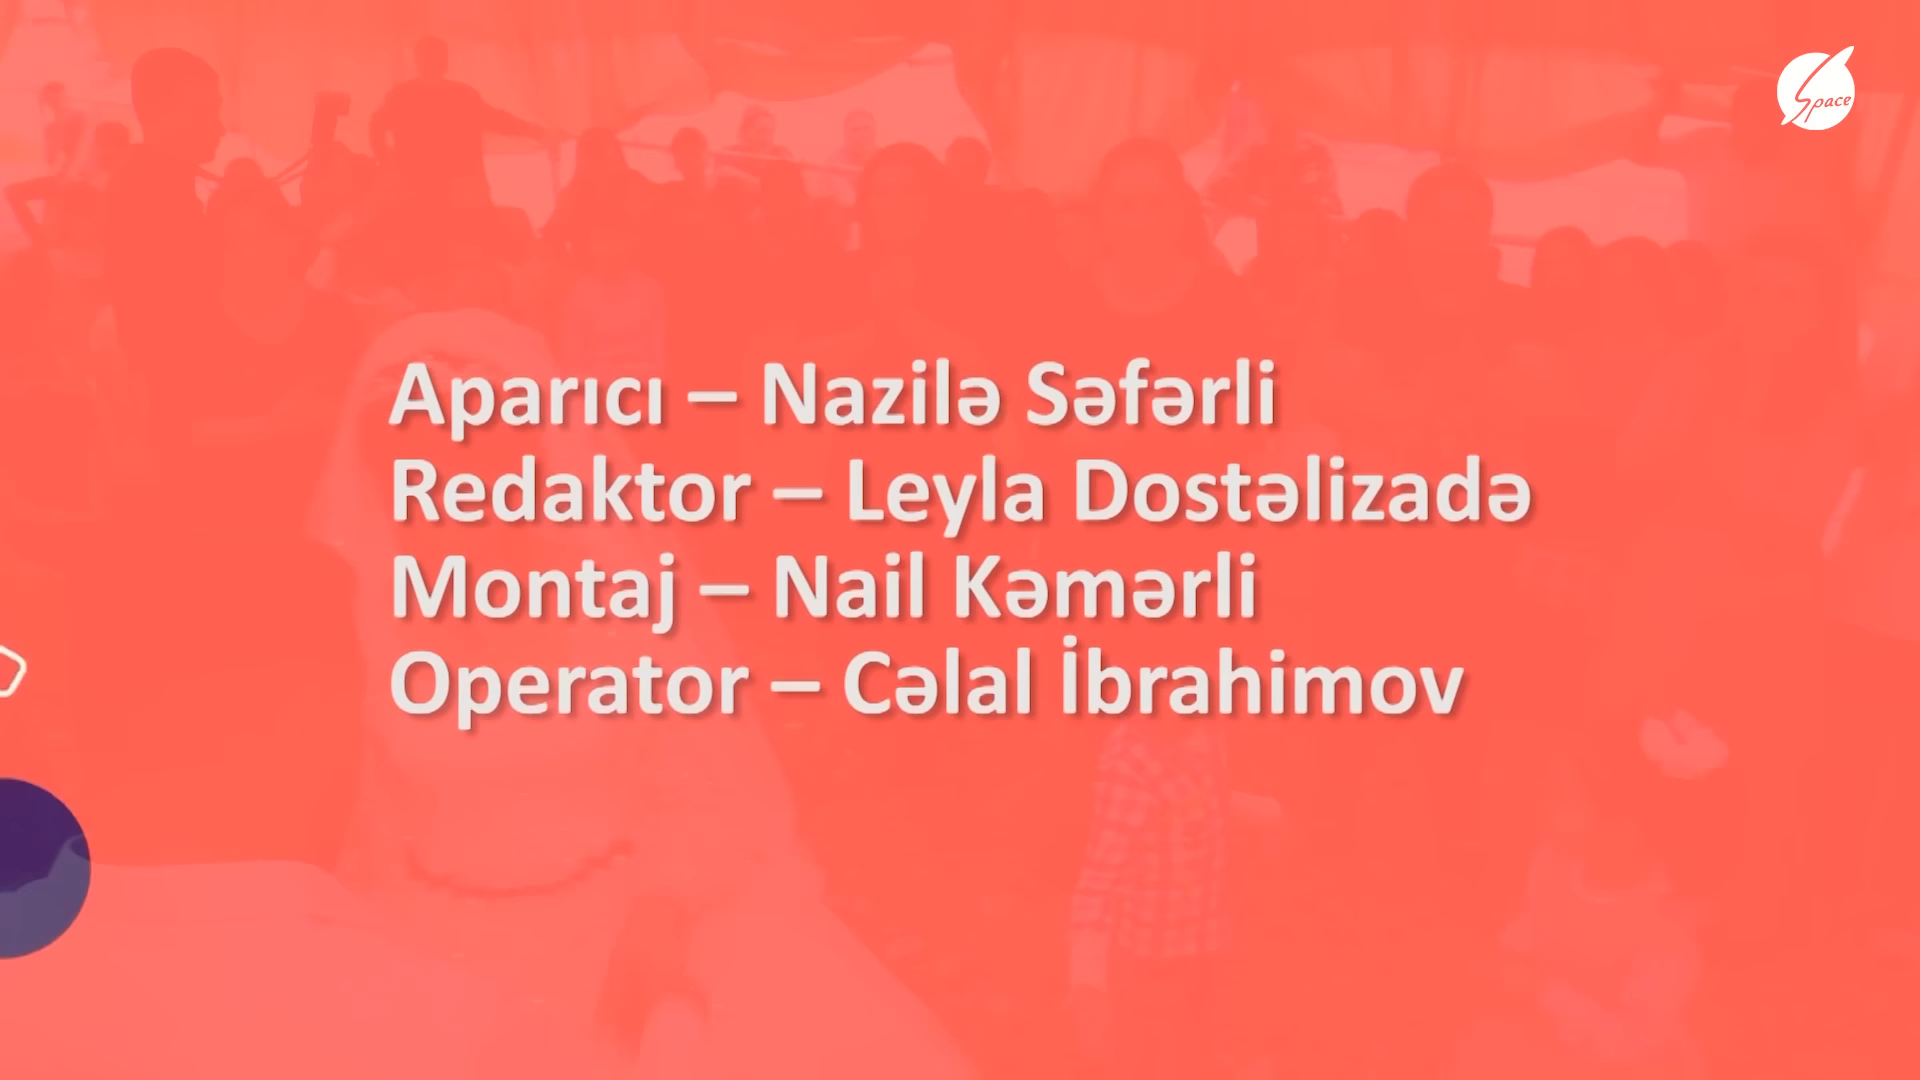 Space
Aparıcı – Nazilə Səfərli
Redaktor – Leyla Dostəlizadə
Montaj – Nail Kəmərli
Operator – Cəlal İbrahimov